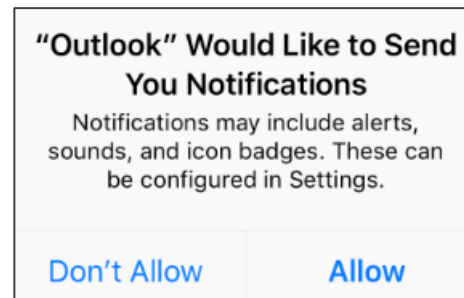 “Outlook” Would Like to Send
You Notifications
Notifications may include alerts,
sounds, and icon badges. These can
be configured in Settings.
Don’t Allow
Allow